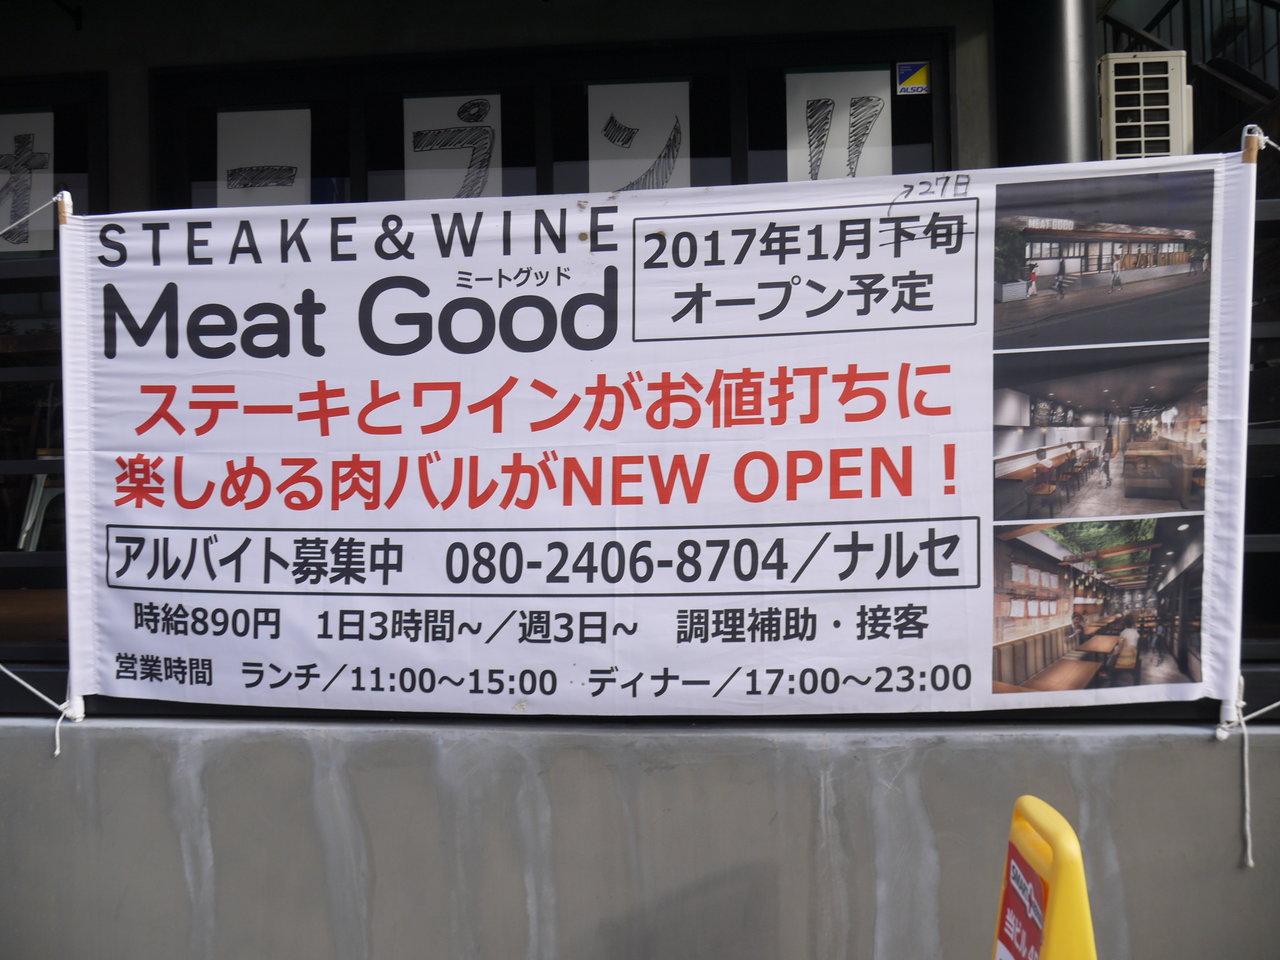 オープン!!
ALSOK
STEAKE&WINE
ミートグッド
Meat Good
→27日
2017年1月下旬
オープン予定
ステーキとワインがお値打ちに
楽しめる肉バルがNEW OPEN！
アルバイト募集中　080-2406-8704／ナルセ
時給890円　1日3時間~／週3日~　調理補助・接客
営業時間　ランチ／11:00～15:00　ディナー／17:00～23:00
MEAT GOOD
当ビル